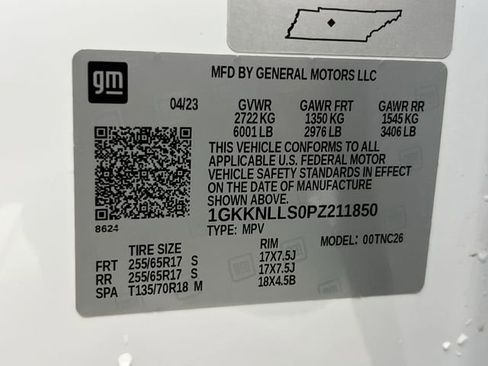 gm
MFD BY GENERAL MOTORS LLC
04/23 GVWR GAWR FRT GAWR RR
2722 KG 1350 KG 1545 KG
6001 LB 2976 LB 3406 LB
THIS VEHICLE CONFORMS TO ALL
APPLICABLE U.S. FEDERAL MOTOR
VEHICLE SAFETY STANDARDS IN EFFECT
ON THE DATE OF MANUFACTURE
SHOWN ABOVE.
1GKKNLLS0PZ211850
8624
TYPE: MPV MODEL: 00TNC26
TIRE SIZE RIM
FRT 255/65R17 S 17X7.5J
RR 255/65R17 S 17X7.5J
SPA T135/70R18 M 18X4.5B